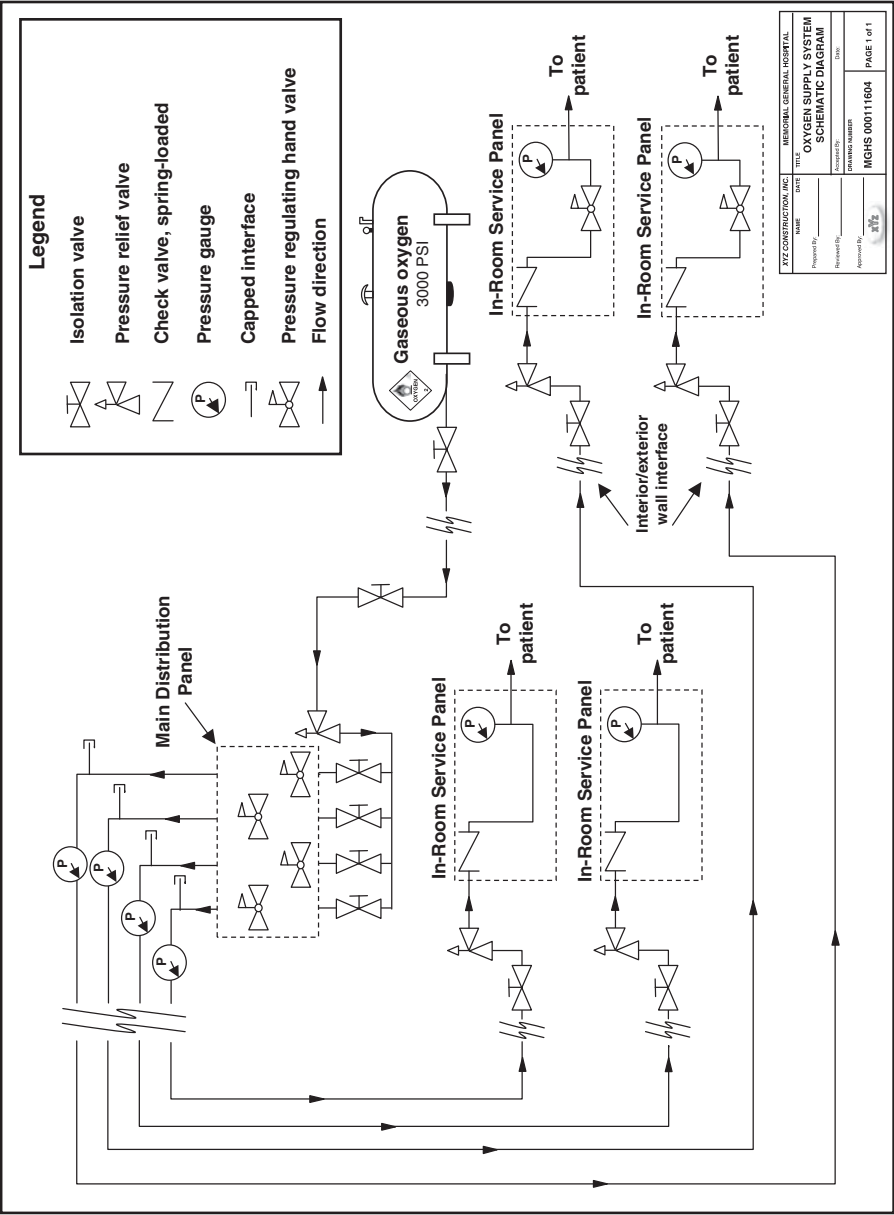 Legend
Isolation valve
Pressure relief valve
Check valve, spring-loaded
P
Pressure gauge
Capped interface
Pressure regulating hand valve
Flow direction
Gaseous oxygen
3000 PSI
OXYGEN
2
Main Distribution
Panel
P
P
P
P
In-Room Service Panel
P
To
patient
In-Room Service Panel
P
To
patient
In-Room Service Panel
P
To
patient
In-Room Service Panel
P
To
patient
Interior/exterior
wall interface
XYZ CONSTRUCTION, INC.
NAME DATE
Prepared By:
Reviewed By:
Approved By:
XYZ
MEMORIAL GENERAL HOSPITAL
TITLE
OXYGEN SUPPLY SYSTEM
SCHEMATIC DIAGRAM
Accepted By: Date:
DRAWING NUMBER
MGHS 000111604
PAGE 1 of 1